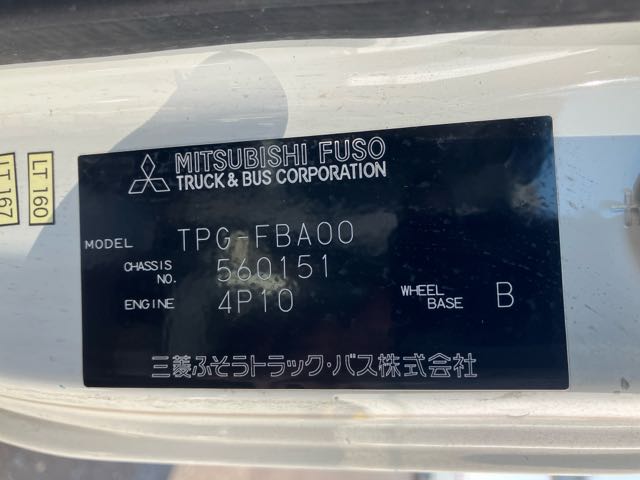 MITSUBISHI FUSO
TRUCK & BUS CORPORATION
MODEL TPG-FBA00
CHASSIS NO. 560151
ENGINE 4P10
WHEEL BASE B
三菱ふそうトラック・バス株式会社
LT 167
LT 160